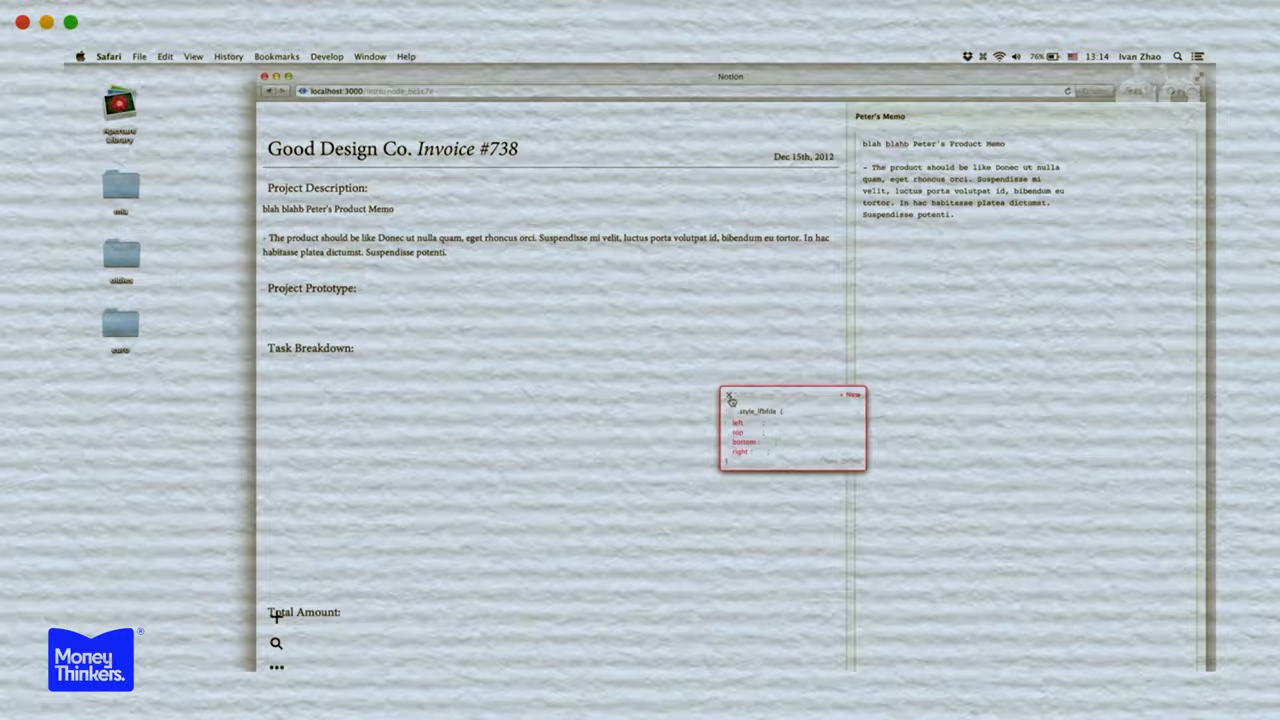 Safari File Edit View History Bookmarks Develop Window Help
76% 13:14 Ivan Zhao
Notion
localhost:3000
Aperture
Library
oldies
euro
Good Design Co. Invoice #738
Dec 15th, 2012
Project Description:
blah blahb Peter's Product Memo
- The product should be like Donec ut nulla quam, eget rhoncus orci. Suspendisse mi velit, luctus porta volutpat id, bibendum eu tortor. In hac
habitasse platea dictumst. Suspendisse potenti.
Project Prototype:
Task Breakdown:
Total Amount:
Peter's Memo
blah blahb Peter's Product Memo
- The product should be like Donec ut nulla
quam, eget rhoncus orci. Suspendisse mi
velit, luctus porta volutpat id, bibendum eu
tortor. In hac habitasse platea dictumst.
Suspendisse potenti.
+ New
left :   ;
top :   ;
bottom :   ;
right :   ;
}
Money
Thinkers.
®